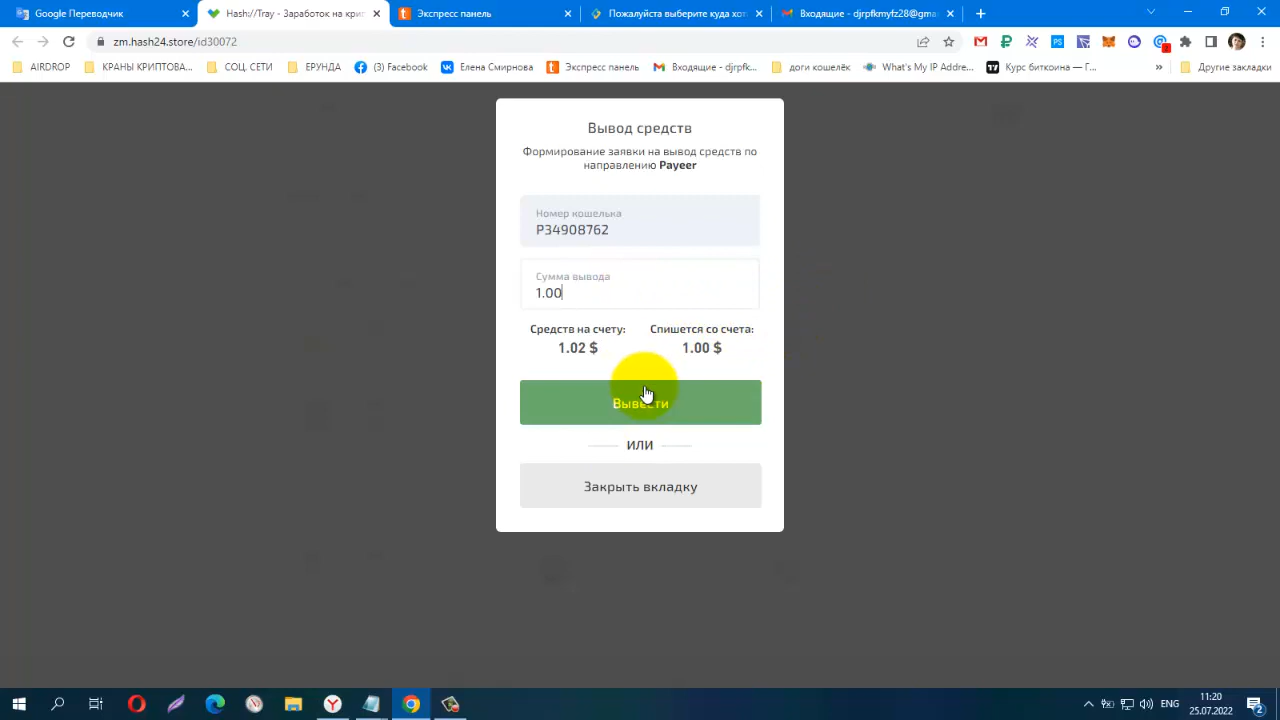 Google Переводчик
Hash://Tray - Заработок на крип
Экспресс панель
Пожалуйста выберите куда хот
Входящие - djrpfkmyfz28@gmai
zm.hash24.store/id30072
AIRDROP
КРАНЫ КРИПТОВА...
СОЦ. СЕТИ
ЕРУНДА
(3) Facebook
Елена Смирнова
Экспресс панель
Входящие - djrpfk...
доги кошелёк
What's My IP Addre...
Курс биткоина — Г...
»
Другие закладки
Вывод средств
Формирование заявки на вывод средств по
направлению Payeer
Номер кошелька
P34908762
Сумма вывода
1.00
Средств на счету:
Спишется со счета:
1.02 $
1.00 $
Вывести
ИЛИ
Закрыть вкладку
ENG
11:20
25.07.2022
2